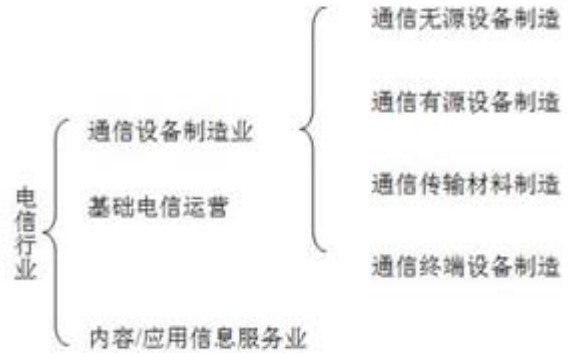 电信行业
通信设备制造业
基础电信运营
内容/应用信息服务业
通信无源设备制造
通信有源设备制造
通信传输材料制造
通信终端设备制造